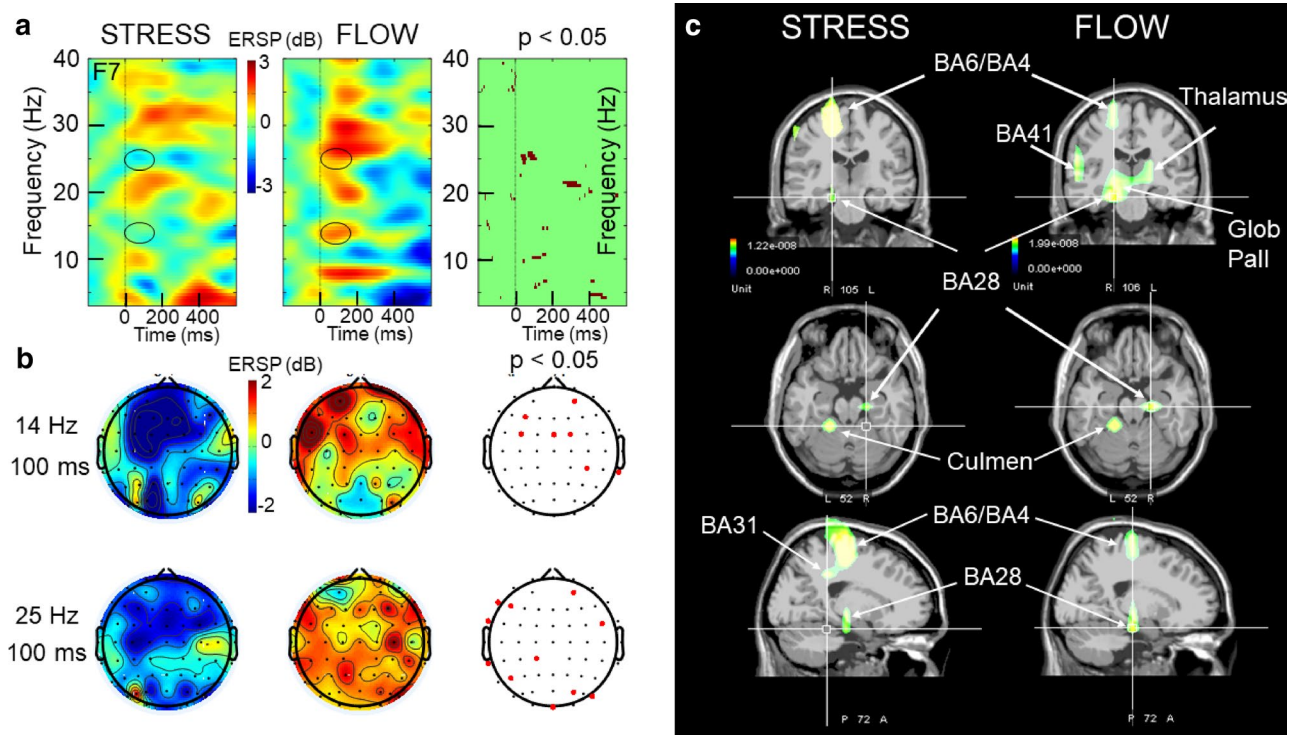 a
STRESS
ERSP (dB)
FLOW
p < 0.05
F7
3
0
-3
Frequency (Hz)
40
30
20
10
0 200 400
Time (ms)
0 200 400
Time (ms)
40
30
20
10
Frequency (Hz)
0 200 400
Time (ms)
b
ERSP (dB)
p < 0.05
2
0
-2
14 Hz
100 ms
25 Hz
100 ms
c
STRESS
FLOW
BA6/BA4
Thalamus
BA41
Glob
Pall
1.22e-008
0.00e+000
Unit
1.99e-008
0.00e+000
Unit
R 105 L
R 106 L
BA28
Culmen
L 52 R
L 52 R
BA31
BA6/BA4
BA28
P 72 A
P 72 A